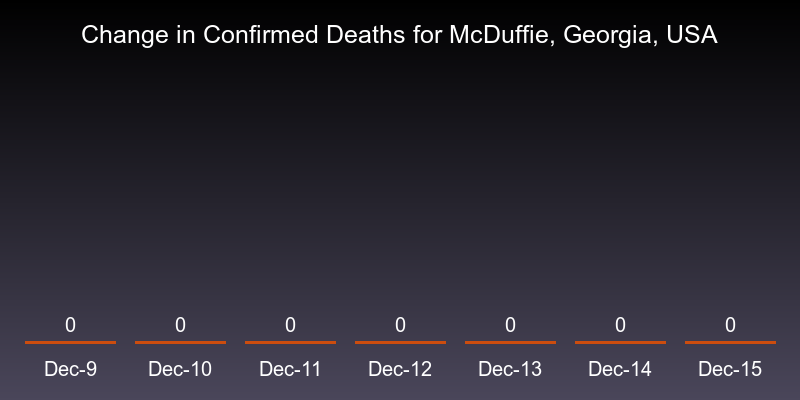 Change in Confirmed Deaths for McDuffie, Georgia, USA
0 0 0 0 0 0 0
Dec-9 Dec-10 Dec-11 Dec-12 Dec-13 Dec-14 Dec-15